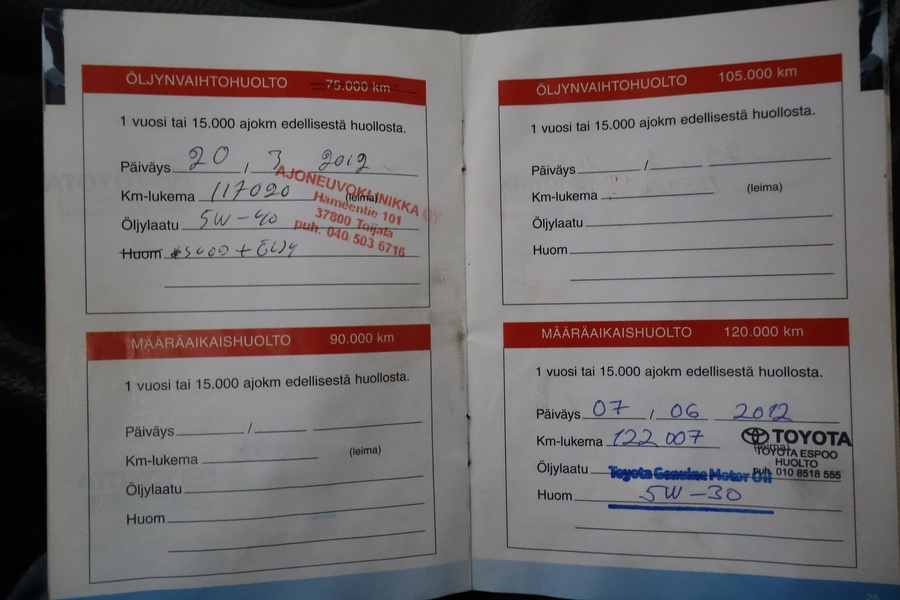 ÖLJYNVAIHTOHUOLTO 75.000 km
1 vuosi tai 15.000 ajokm edellisestä huollosta.
Päiväys 20 / 3 2012
Km-lukema 117020 (leima)
Öljylaatu 5W-40
Huom + ÖLJY
AJONEUVOKLINIKKA OY
Hämeentie 101
37800 Toijala
puh. 040 503 6716
MÄÄRÄAIKAISHUOLTO 90.000 km
1 vuosi tai 15.000 ajokm edellisestä huollosta.
Päiväys /
Km-lukema (leima)
Öljylaatu
Huom
ÖLJYNVAIHTOHUOLTO 105.000 km
1 vuosi tai 15.000 ajokm edellisestä huollosta.
Päiväys /
Km-lukema (leima)
Öljylaatu
Huom
MÄÄRÄAIKAISHUOLTO 120.000 km
1 vuosi tai 15.000 ajokm edellisestä huollosta.
Päiväys 07 / 06 2012
Km-lukema 122 007 (leima)
TOYOTA
TOYOTA ESPOO
HUOLTO
puh. 010 8518 555
Öljylaatu Toyota Genuine Motor Oil
Huom 5W-30
25